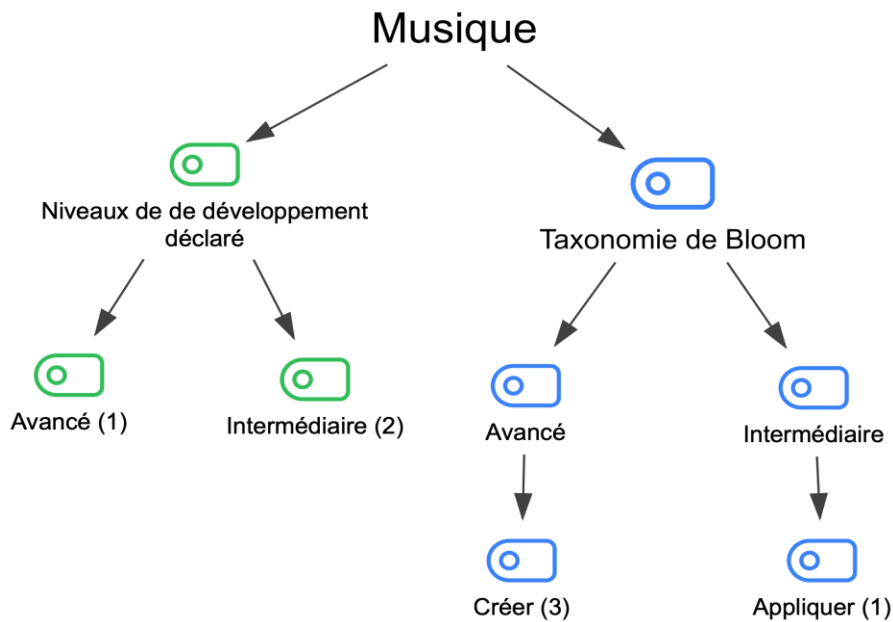 Musique
Niveaux de de développement
déclaré
Taxonomie de Bloom
Avancé (1)
Intermédiaire (2)
Avancé
Intermédiaire
Créer (3)
Appliquer (1)